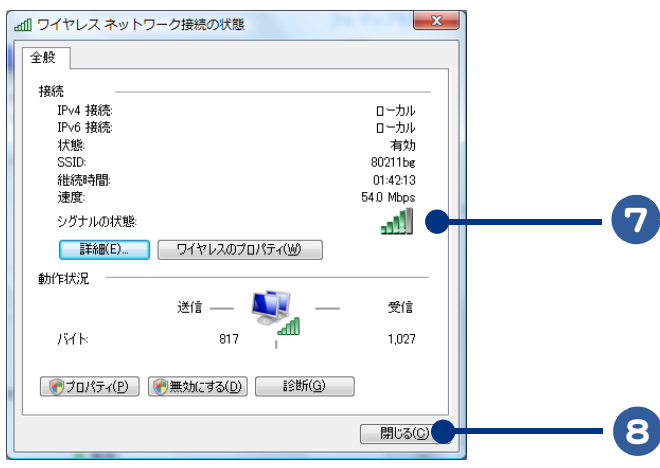 ワイヤレス ネットワーク接続の状態
全般
接続
IPv4 接続: ローカル
IPv6 接続: ローカル
状態: 有効
SSID: 80211bg
継続時間: 01:42:13
速度: 54.0 Mbps
シグナルの状態:
7
詳細(E)... ワイヤレスのプロパティ(W)
動作状況
送信 受信
バイト: 817 1,027
プロパティ(P) 無効にする(D) 診断(G)
閉じる(C)
8